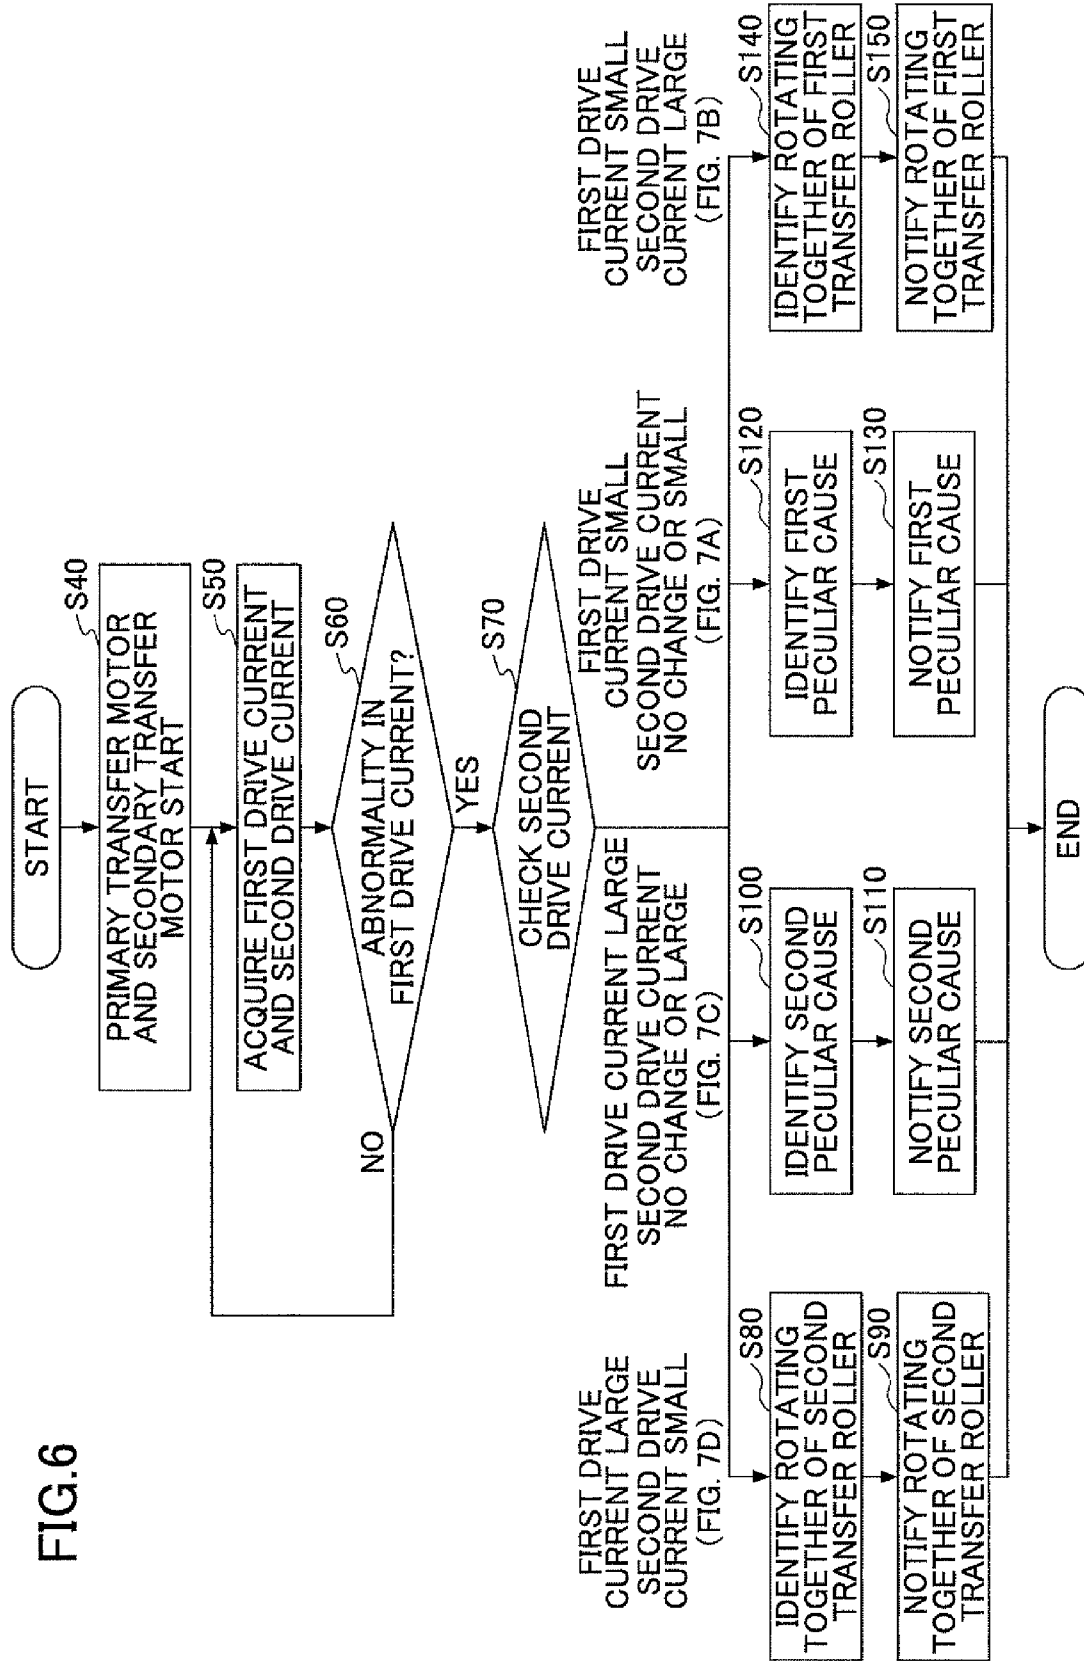 FIG.6
START
S40
PRIMARY TRANSFER MOTOR
AND SECONDARY TRANSFER
MOTOR START
S50
ACQUIRE FIRST DRIVE CURRENT
AND SECOND DRIVE CURRENT
S60
ABNORMALITY IN
FIRST DRIVE CURRENT?
NO
YES
S70
CHECK SECOND
DRIVE CURRENT
FIRST DRIVE
CURRENT LARGE
SECOND DRIVE
CURRENT SMALL
(FIG. 7D)
S80
IDENTIFY ROTATING
TOGETHER OF SECOND
TRANSFER ROLLER
S90
NOTIFY ROTATING
TOGETHER OF SECOND
TRANSFER ROLLER
FIRST DRIVE CURRENT LARGE
SECOND DRIVE CURRENT
NO CHANGE OR LARGE
(FIG. 7C)
S100
IDENTIFY SECOND
PECULIAR CAUSE
S110
NOTIFY SECOND
PECULIAR CAUSE
FIRST DRIVE
CURRENT SMALL
SECOND DRIVE CURRENT
NO CHANGE OR SMALL
(FIG. 7A)
S120
IDENTIFY FIRST
PECULIAR CAUSE
S130
NOTIFY FIRST
PECULIAR CAUSE
FIRST DRIVE
CURRENT SMALL
SECOND DRIVE
CURRENT LARGE
(FIG. 7B)
S140
IDENTIFY ROTATING
TOGETHER OF FIRST
TRANSFER ROLLER
S150
NOTIFY ROTATING
TOGETHER OF FIRST
TRANSFER ROLLER
END